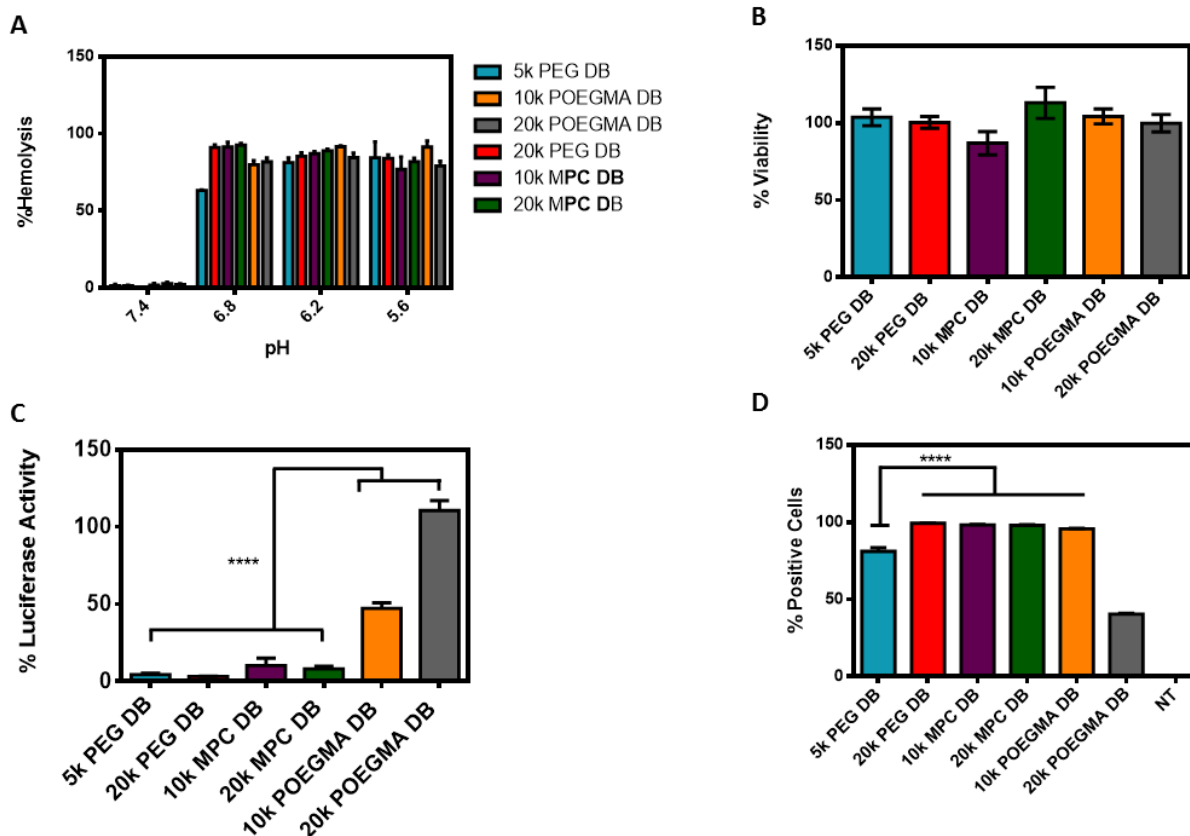 A
150
100
50
0
%Hemolysis
7.4
6.8
6.2
5.6
pH
5k PEG DB
10k POEGMA DB
20k POEGMA DB
20k PEG DB
10k MPC DB
20k MPC DB
B
150
100
50
0
% Viability
5k PEG DB
20k PEG DB
10k MPC DB
20k MPC DB
10k POEGMA DB
20k POEGMA DB
C
150
100
50
0
% Luciferase Activity
****
5k PEG DB
20k PEG DB
10k MPC DB
20k MPC DB
10k POEGMA DB
20k POEGMA DB
D
150
100
50
0
% Positive Cells
****
5k PEG DB
20k PEG DB
10k MPC DB
20k MPC DB
10k POEGMA DB
20k POEGMA DB
NT